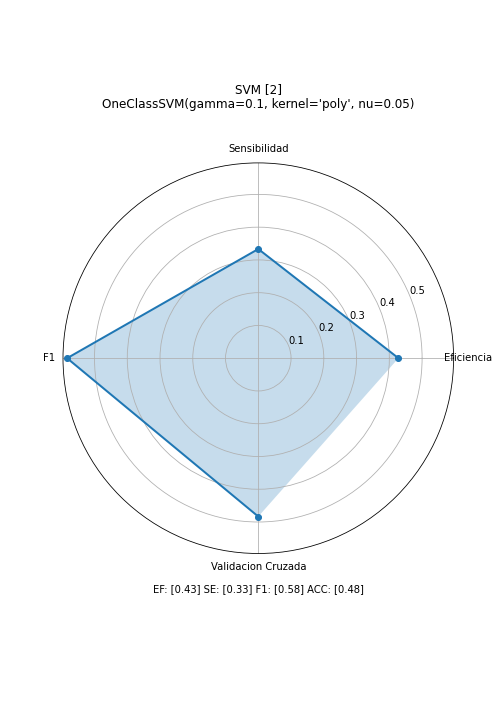 SVM [2]
OneClassSVM(gamma=0.1, kernel='poly', nu=0.05)
Sensibilidad
0.5
0.4
0.3
0.2
0.1
F1
Eficiencia
Validacion Cruzada
EF: [0.43] SE: [0.33] F1: [0.58] ACC: [0.48]